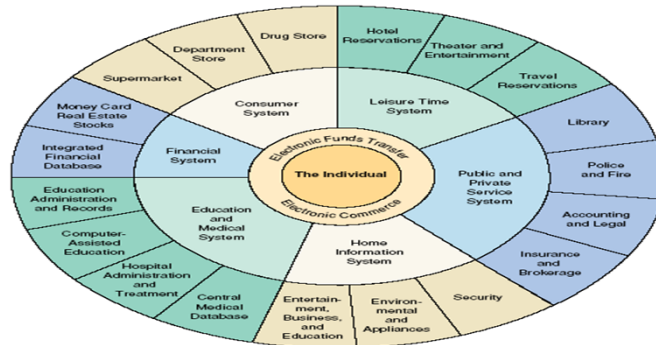 Drug Store
Hotel
Reservations
Department
Store
Theater and
Entertainment
Supermarket
Travel
Reservations
Consumer
System
Leisure Time
System
Money Card
Real Estate
Stocks
Library
Integrated
Financial
Database
Financial
System
Electronic Funds Transfer
The Individual
Electronic Commerce
Public and
Private
Service
System
Police
and Fire
Education
Administration
and Records
Education
and
Medical
System
Accounting
and Legal
Computer-
Assisted
Education
Home
Information
System
Insurance
and
Brokerage
Hospital
Administration
and
Treatment
Central
Medical
Database
Entertain-
ment,
Business,
and
Education
Environ-
mental
and
Appliances
Security